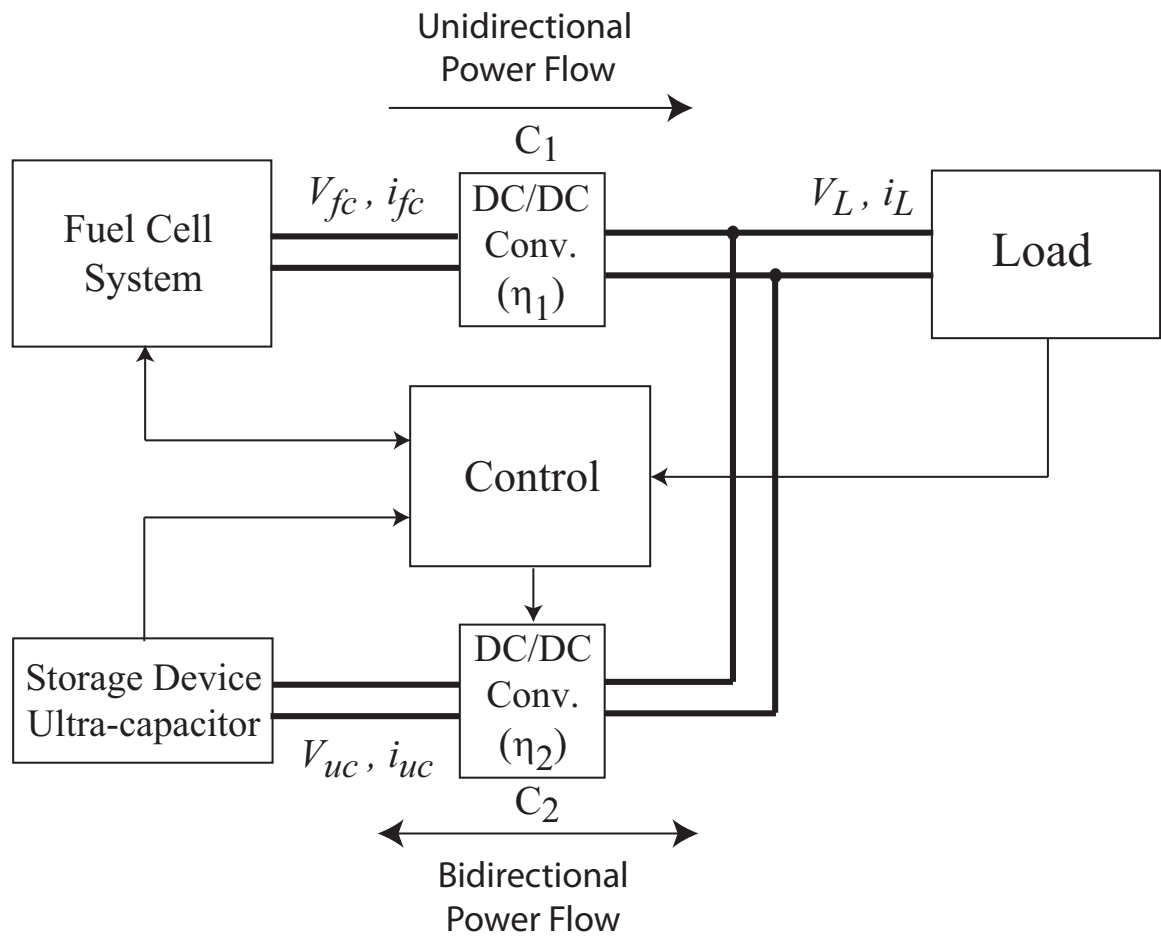 Unidirectional
Power Flow
C1
Fuel Cell
System
Vfc , ifc
DC/DC
Conv.
(η1)
VL , iL
Load
Control
Storage Device
Ultra-capacitor
Vuc , iuc
DC/DC
Conv.
(η2)
C2
Bidirectional
Power Flow